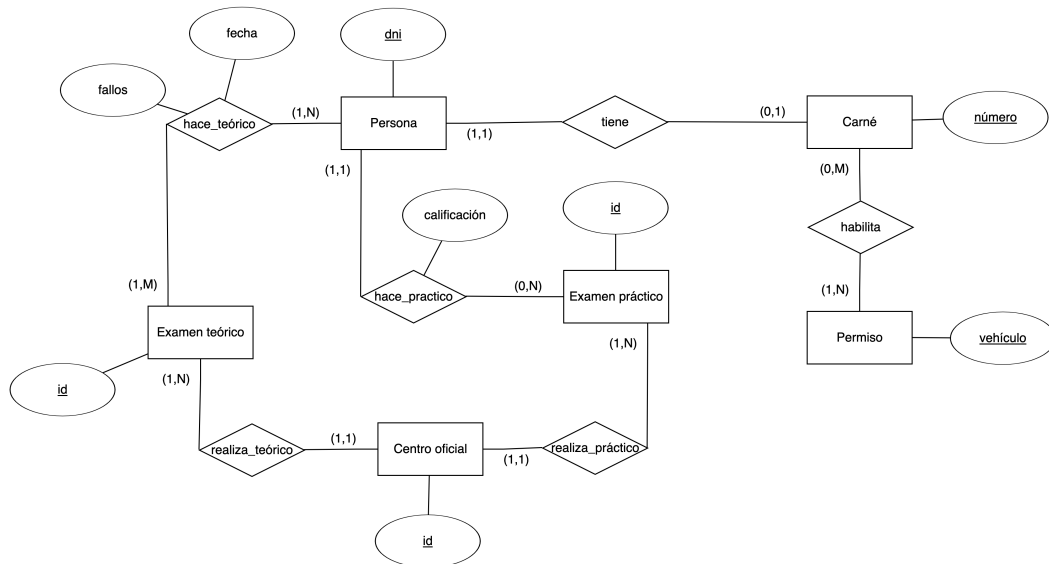 fecha
dni
fallos
hace_teórico
(1,N)
Persona
(1,1)
tiene
(0,1)
Carné
número
(1,1)
(0,M)
calificación
id
habilita
(1,M)
hace_practico
(0,N)
Examen práctico
(1,N)
Examen teórico
(1,N)
Permiso
vehículo
id
(1,N)
realiza_teórico
(1,1)
Centro oficial
(1,1)
realiza_práctico
id